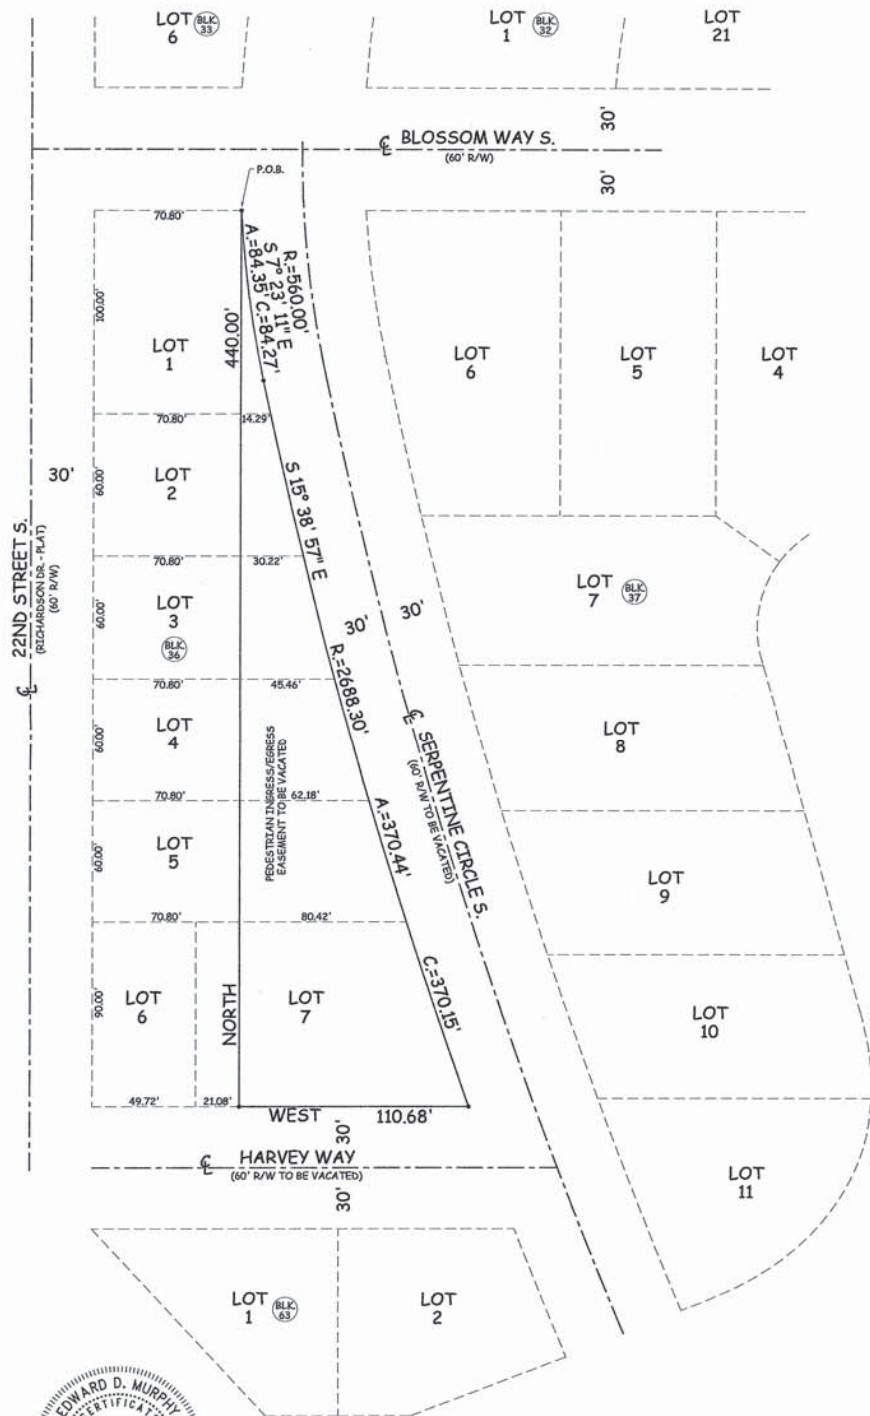 LOT
6
BLK.
33
LOT
1
BLK.
32
LOT
21
30'
℄ BLOSSOM WAY S.
(60' R/W)
30'
P.O.B.
70.80'
R.=560.00'
S 7° 23' 11" E
A.=84.35' C.=84.27'
100.00'
440.00'
LOT
1
LOT
6
LOT
5
LOT
4
70.80'
14.29'
30'
LOT
2
60.00'
S 15° 38' 57" E
22ND STREET S.
(RICHARDSON DR. - PLAT)
(60' R/W)
℄
70.80'
30.22'
LOT
7
BLK.
37
LOT
3
BLK.
36
60.00'
30'
30'
R.=2688.30'
70.80'
45.46'
LOT
4
60.00'
PEDESTRIAN INGRESS/EGRESS
EASEMENT TO BE VACATED
℄ SERPENTINE CIRCLE S.
(60' R/W TO BE VACATED)
LOT
8
70.80'
62.18'
A.=370.44'
LOT
5
60.00'
LOT
9
70.80'
80.42'
C.=370.15'
LOT
6
90.00'
NORTH
LOT
7
LOT
10
49.72'
21.08'
WEST 110.68'
30'
℄ HARVEY WAY
(60' R/W TO BE VACATED)
30'
LOT
11
LOT
1
BLK.
63
LOT
2
EDWARD D. MURPHY